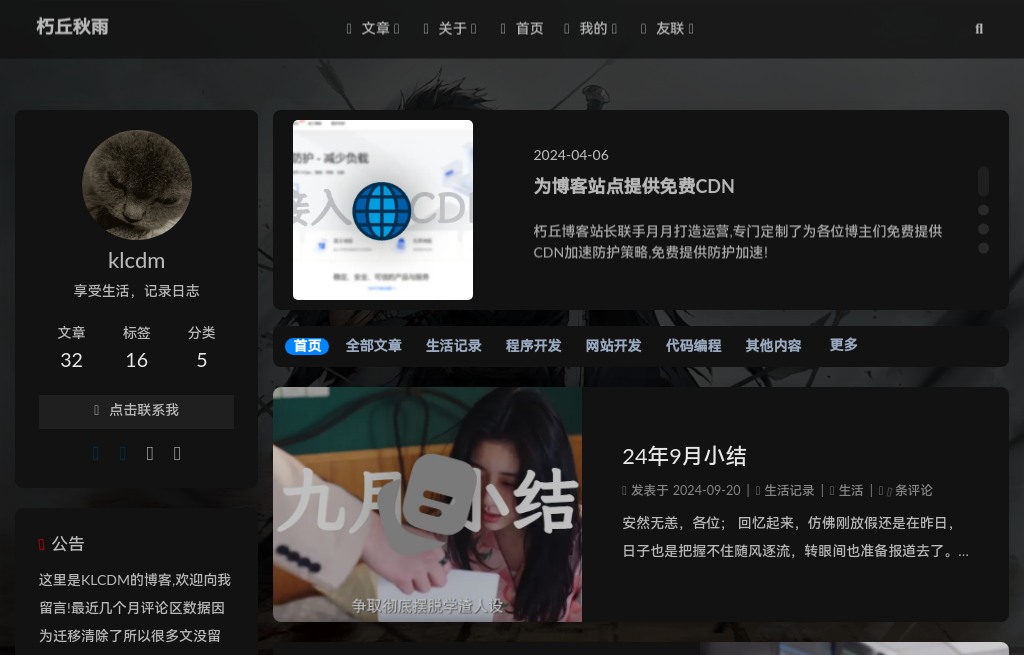 朽丘秋雨
文章
关于
首页
我的
友联
klcdm
享受生活，记录日志
文章 标签 分类
32 16 5
点击联系我
公告
这里是KLCDM的博客,欢迎向我
留言!最近几个月评论区数据因
为迁移清除了所以很多文没留
防护 - 减少负载
接入 CD
2024-04-06
为博客站点提供免费CDN
朽丘博客站长联手月月打造运营,专门定制了为各位博主们免费提供
CDN加速防护策略,免费提供防护加速!
首页 全部文章 生活记录 程序开发 网站开发 代码编程 其他内容 更多
九月小结
争取彻底摆脱学渣人设
24年9月小结
发表于 2024-09-20 | 生活记录 | 生活 | 条评论
安然无恙，各位； 回忆起来，仿佛刚放假还是在昨日，
日子也是把握不住随风逐流，转眼间也准备报道去了。...